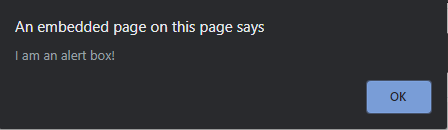 An embedded page on this page says
I am an alert box!
OK